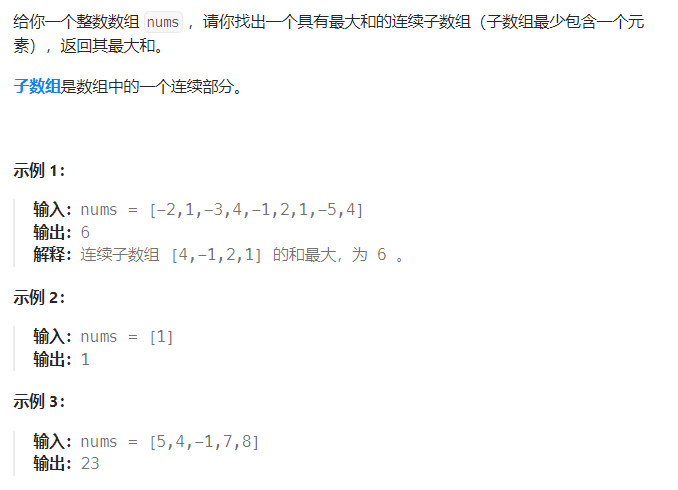 给你一个整数数组 nums ，请你找出一个具有最大和的连续子数组（子数组最少包含一个元
素），返回其最大和。
子数组是数组中的一个连续部分。
示例 1：
输入：nums = [-2,1,-3,4,-1,2,1,-5,4]
输出：6
解释：连续子数组 [4,-1,2,1] 的和最大，为 6 。
示例 2：
输入：nums = [1]
输出：1
示例 3：
输入：nums = [5,4,-1,7,8]
输出：23